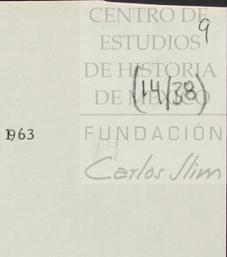 CENTRO DE
9
ESTUDIOS
DE HISTORIA
DE MÉXICO
(14/38)
1963
FUNDACIÓN
Carlos Slim